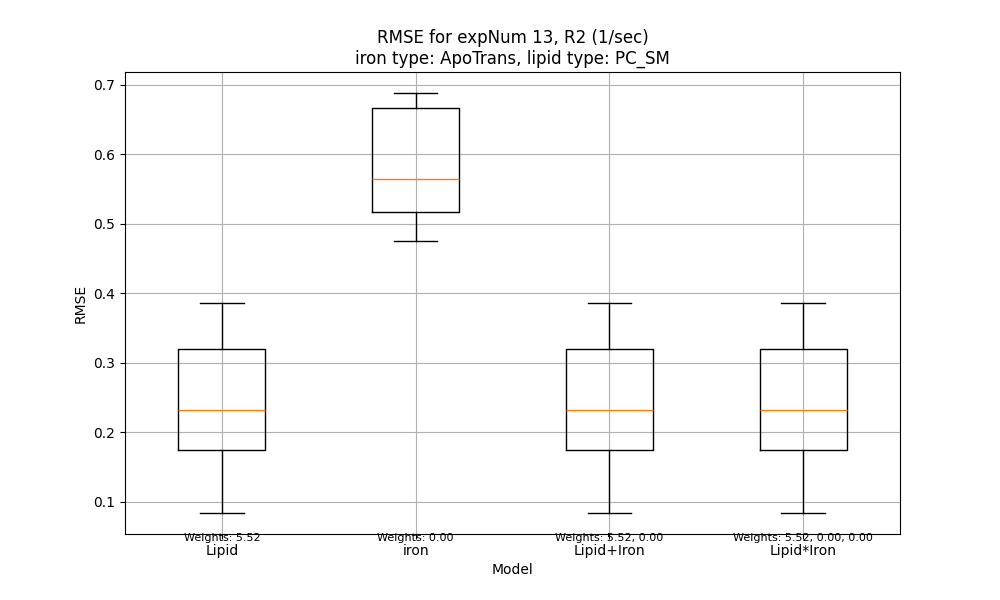 RMSE for expNum 13, R2 (1/sec)
iron type: ApoTrans, lipid type: PC_SM
0.7
0.6
0.5
0.4
0.3
0.2
0.1
RMSE
Weights: 5.52
Weights: 0.00
Weights: 5.52, 0.00
Weights: 5.52, 0.00, 0.00
Lipid
iron
Lipid+Iron
Lipid*Iron
Model